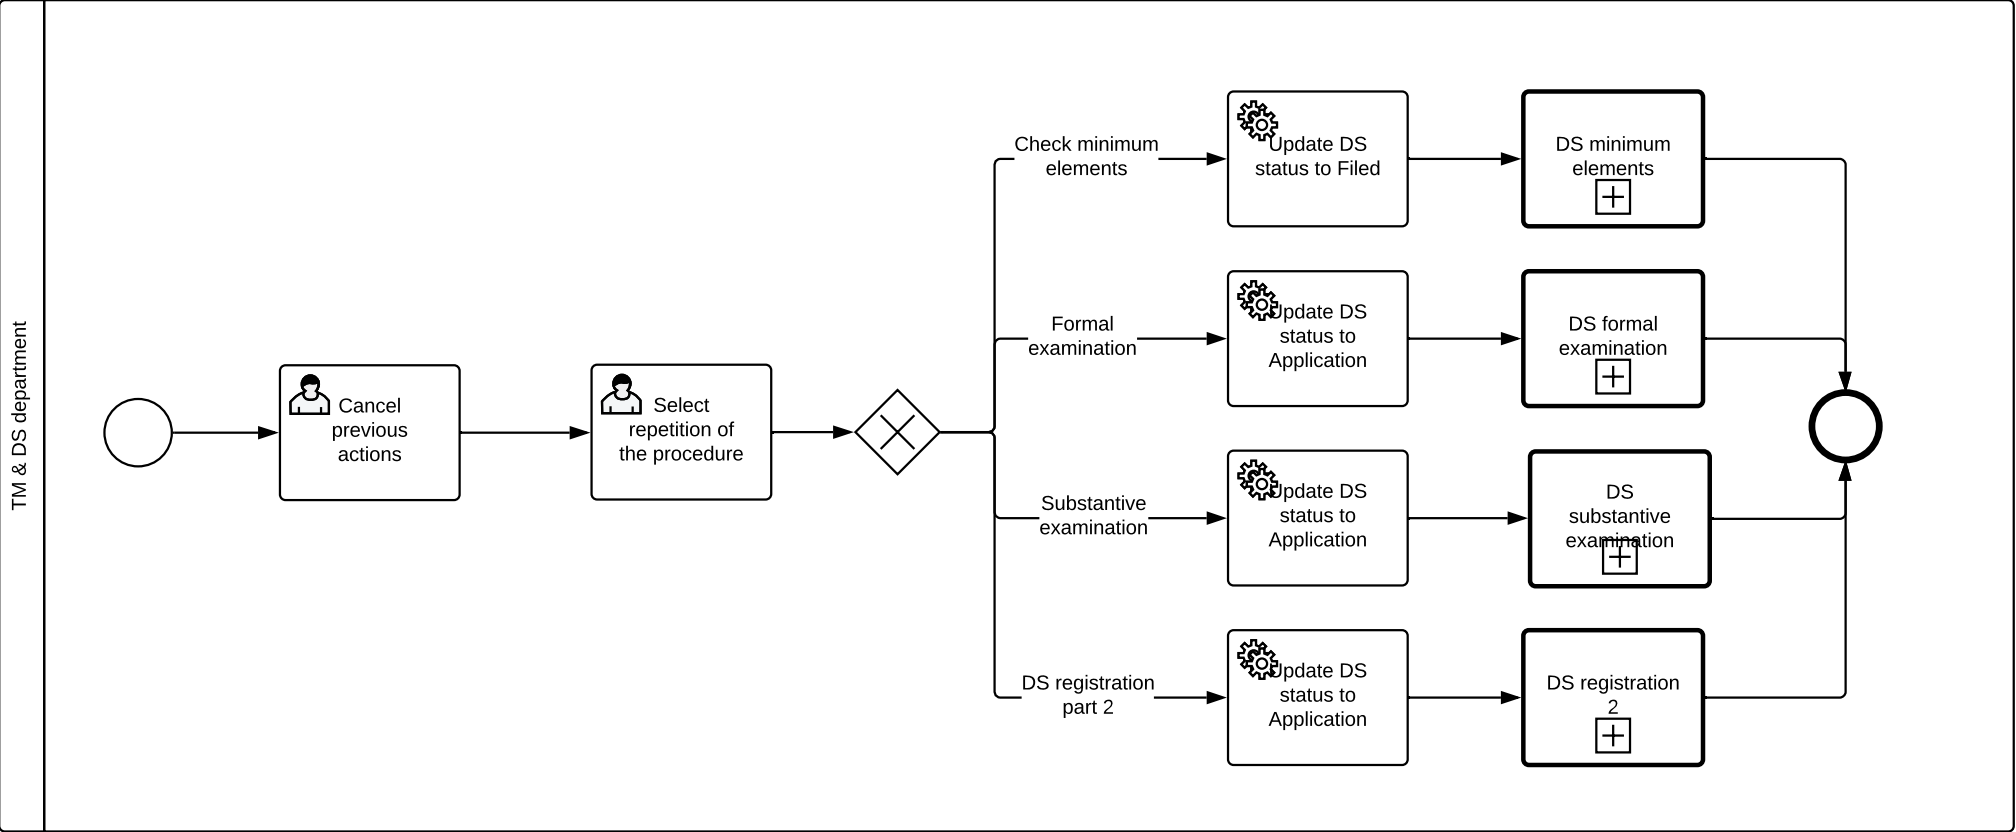 TM & DS department
Cancel
previous
actions
Select
repetition of
the procedure
Check minimum
elements
Update DS
status to Filed
DS minimum
elements
Formal
examination
Update DS
status to
Application
DS formal
examination
Substantive
examination
Update DS
status to
Application
DS
substantive
examination
DS registration
part 2
Update DS
status to
Application
DS registration
2